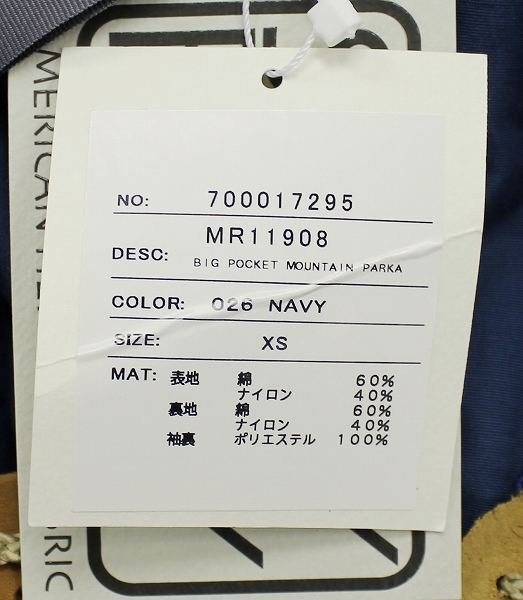 NO: 700017295
MR11908
DESC: BIG POCKET MOUNTAIN PARKA
COLOR: 026 NAVY
SIZE: XS
MAT: 表地 綿 60%
ナイロン 40%
裏地 綿 60%
ナイロン 40%
袖裏 ポリエステル 100%